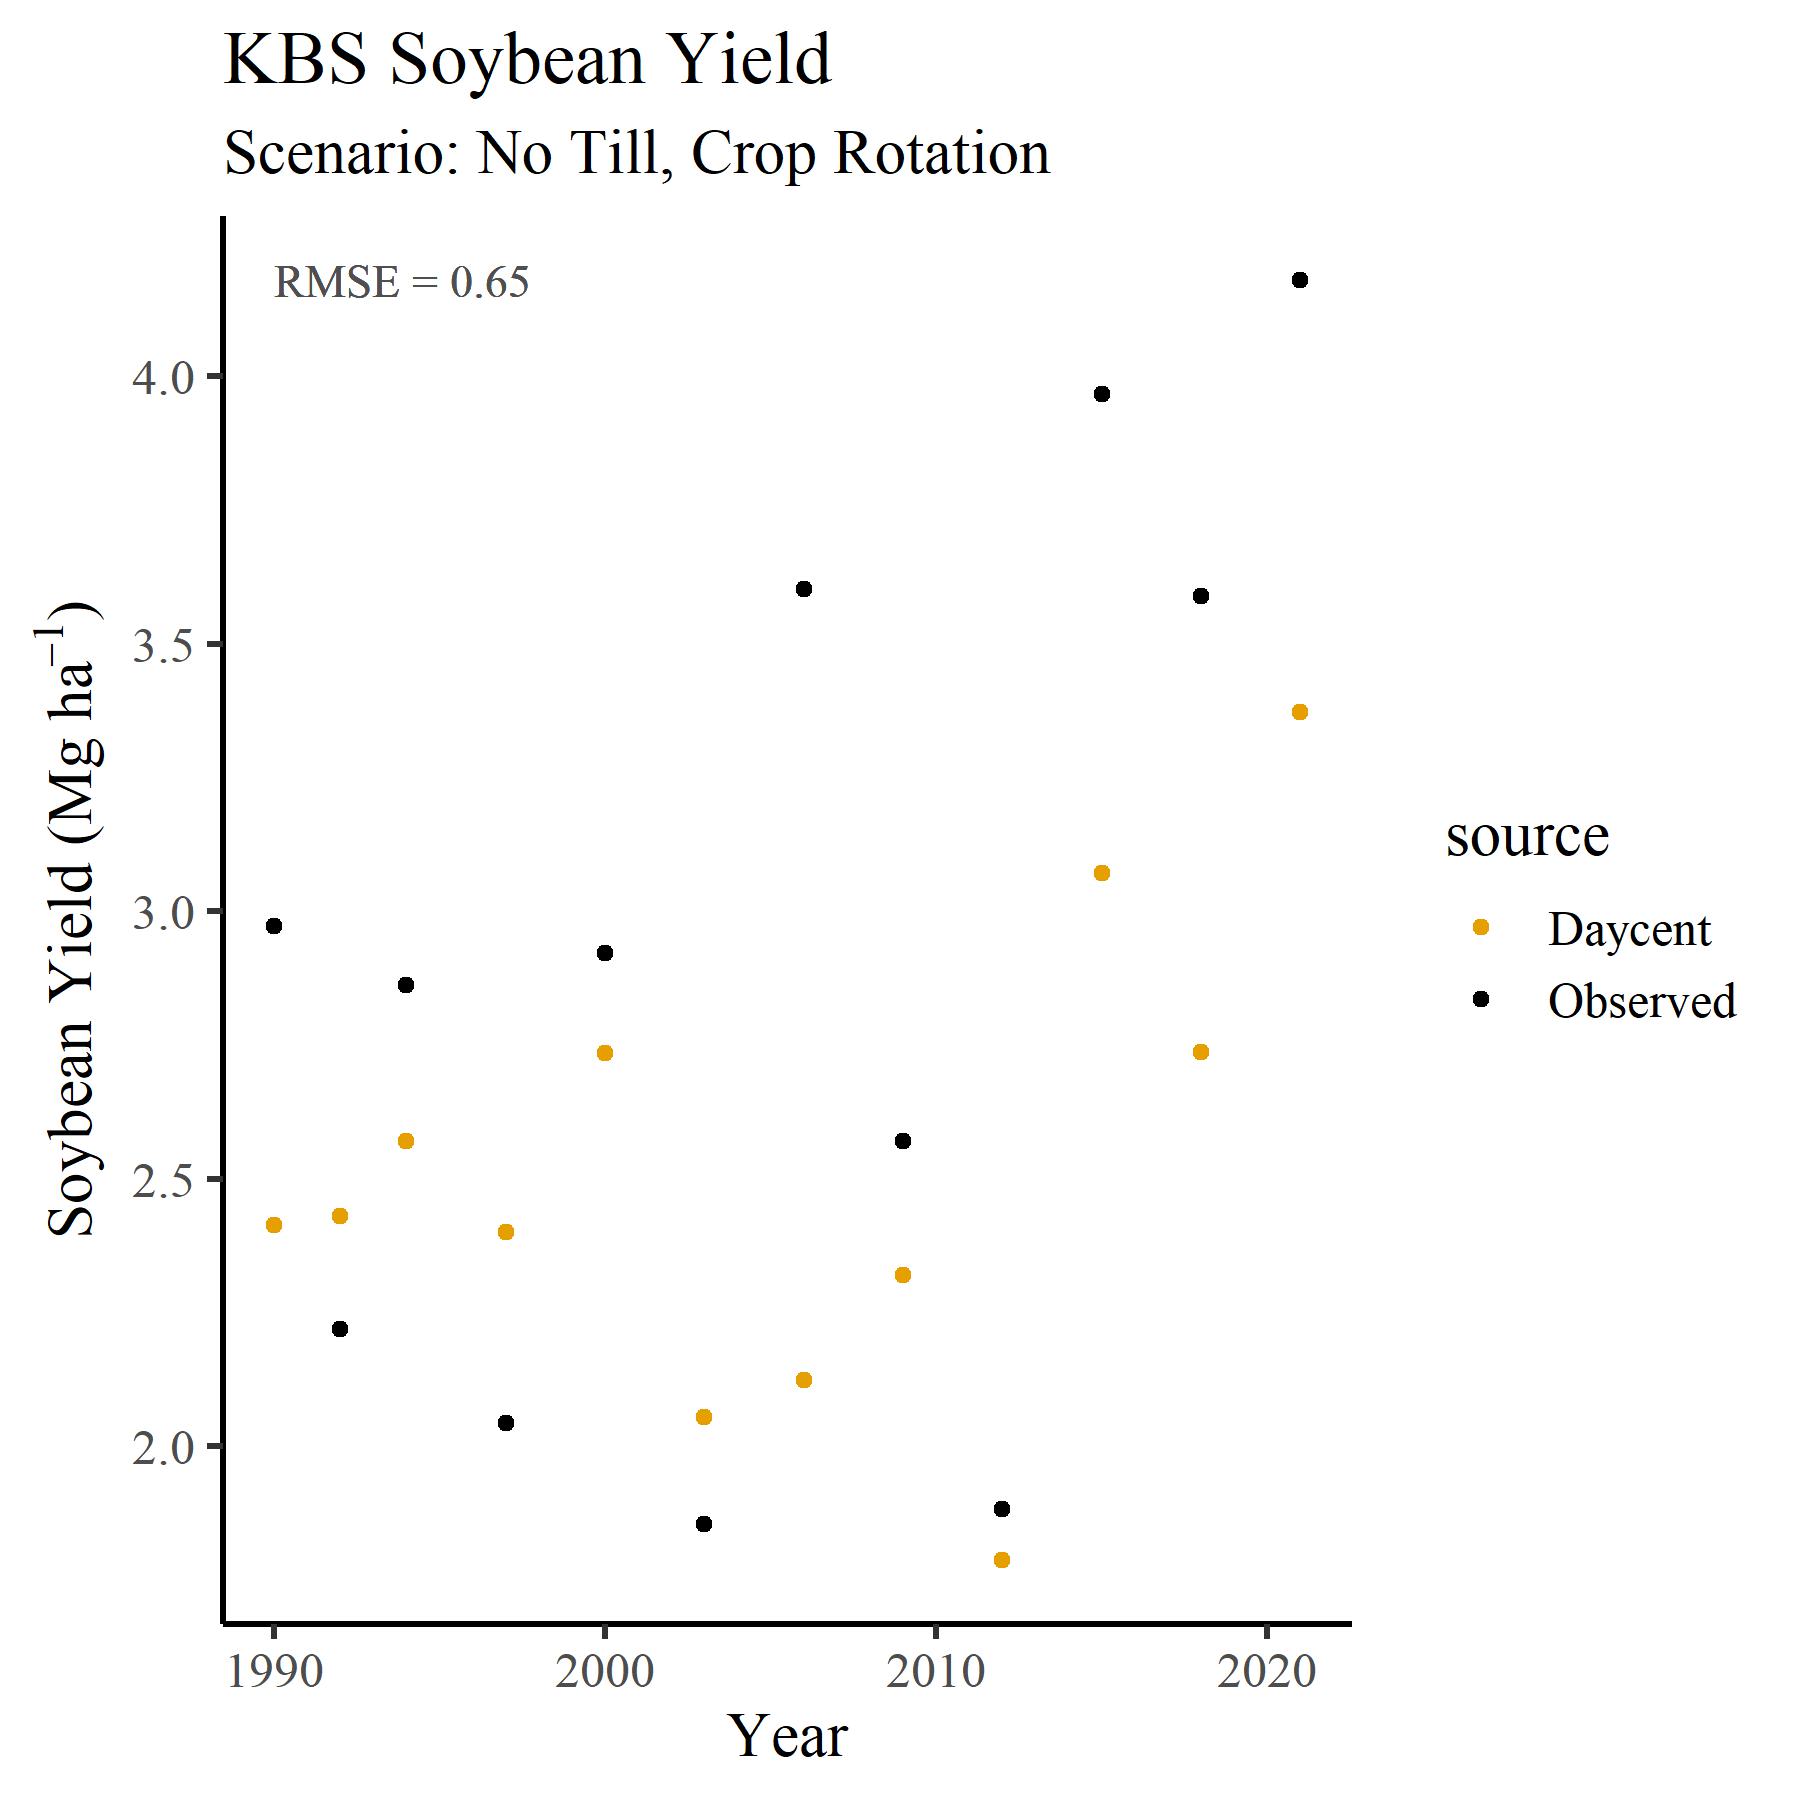 KBS Soybean Yield
Scenario: No Till, Crop Rotation
RMSE = 0.65
Soybean Yield (Mg ha⁻¹)
4.0
3.5
3.0
2.5
2.0
1990 2000 2010 2020
Year
source
Daycent
Observed